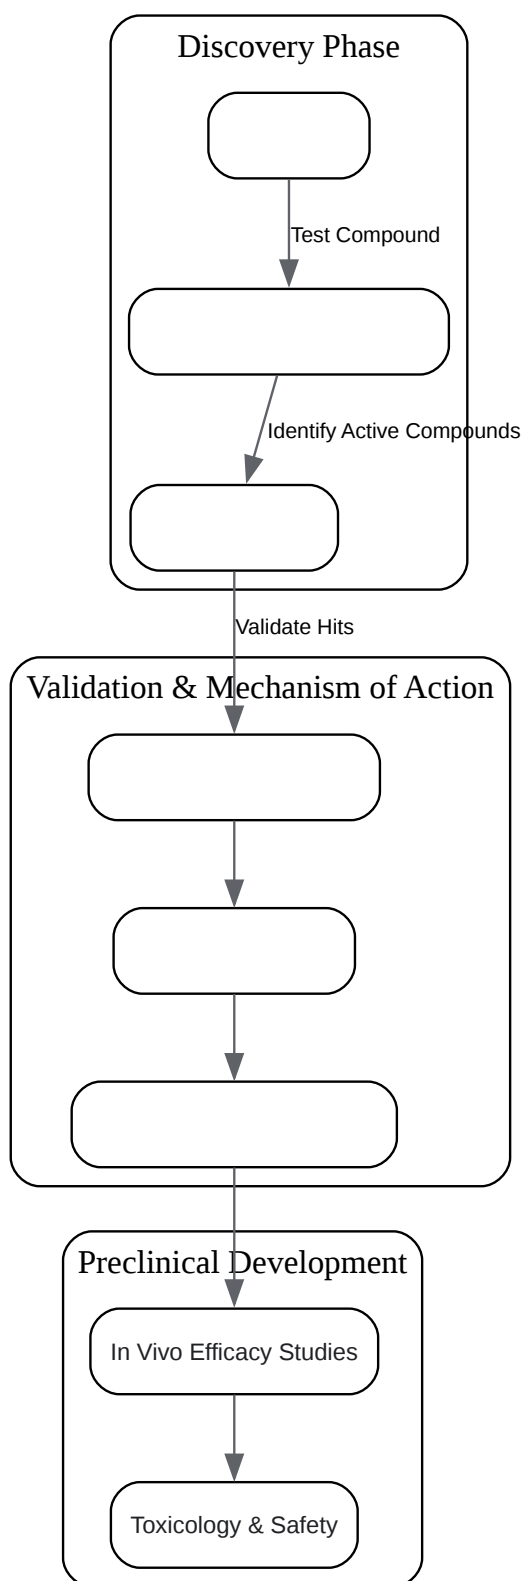 Discovery Phase
Test Compound
Identify Active Compounds
Validate Hits
Validation & Mechanism of Action
Preclinical Development
In Vivo Efficacy Studies
Toxicology & Safety